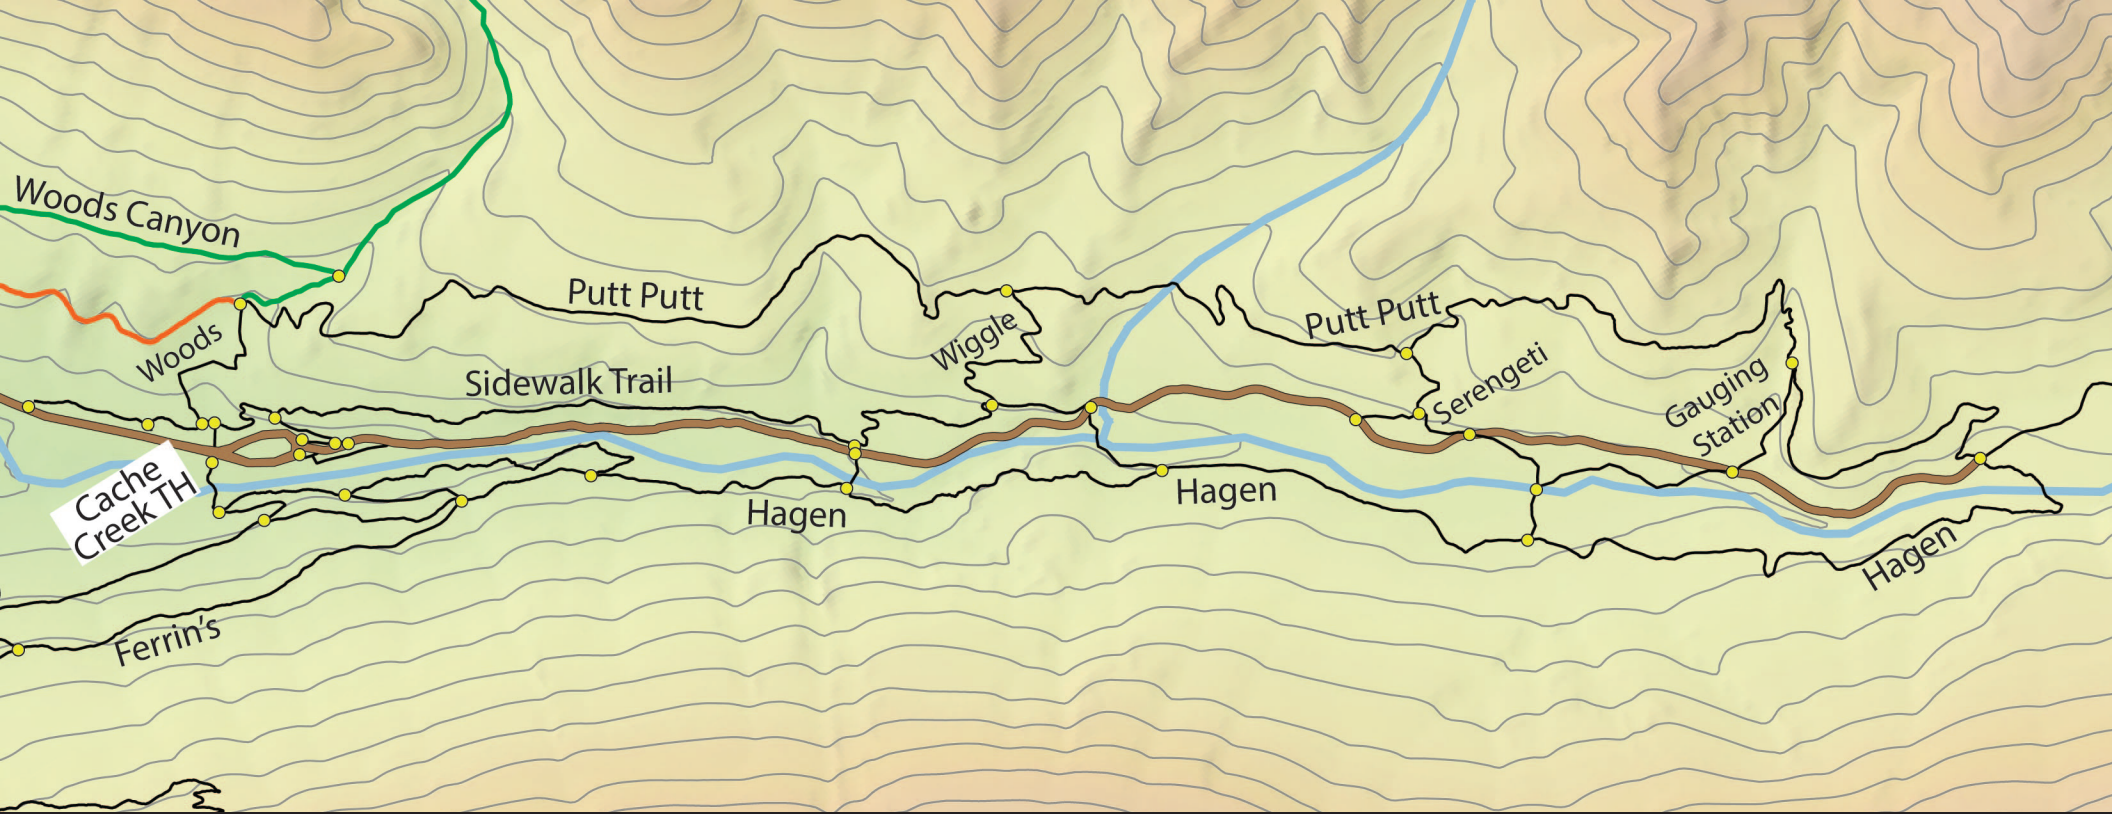 Woods Canyon
Putt Putt
Putt Putt
Woods
Wiggle
Sidewalk Trail
Serengeti
Gauging
Station
Cache
Creek TH
Hagen
Hagen
Hagen
Ferrin's